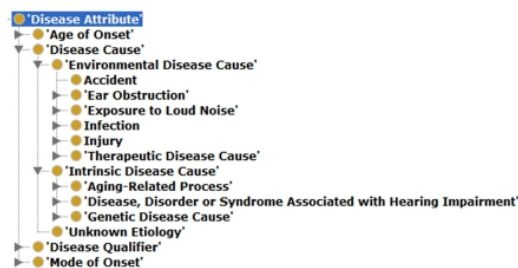 'Disease Attribute'
'Age of Onset'
'Disease Cause'
'Environmental Disease Cause'
Accident
'Ear Obstruction'
'Exposure to Loud Noise'
Infection
Injury
'Therapeutic Disease Cause'
'Intrinsic Disease Cause'
'Aging-Related Process'
'Disease, Disorder or Syndrome Associated with Hearing Impairment'
'Genetic Disease Cause'
'Unknown Etiology'
'Disease Qualifier'
'Mode of Onset'